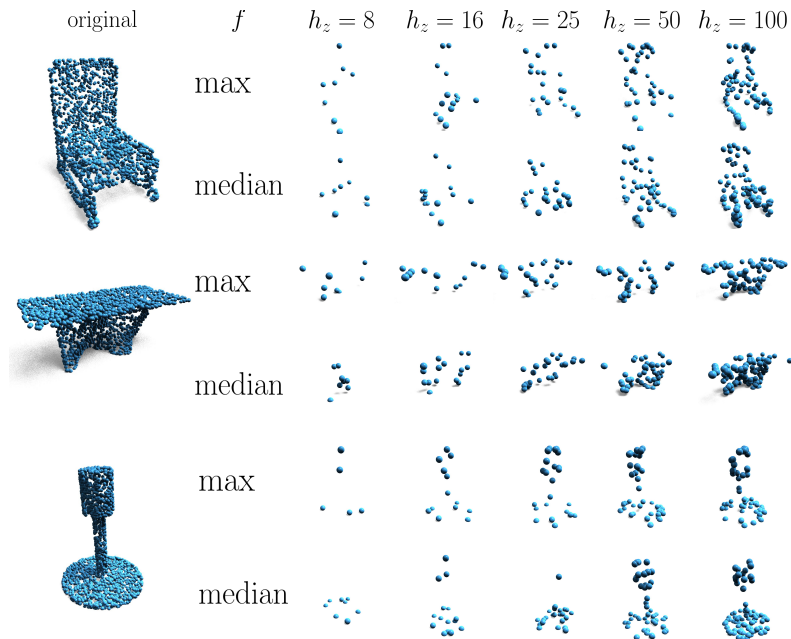 original f h_z = 8 h_z = 16 h_z = 25 h_z = 50 h_z = 100
max
median
max
median
max
median